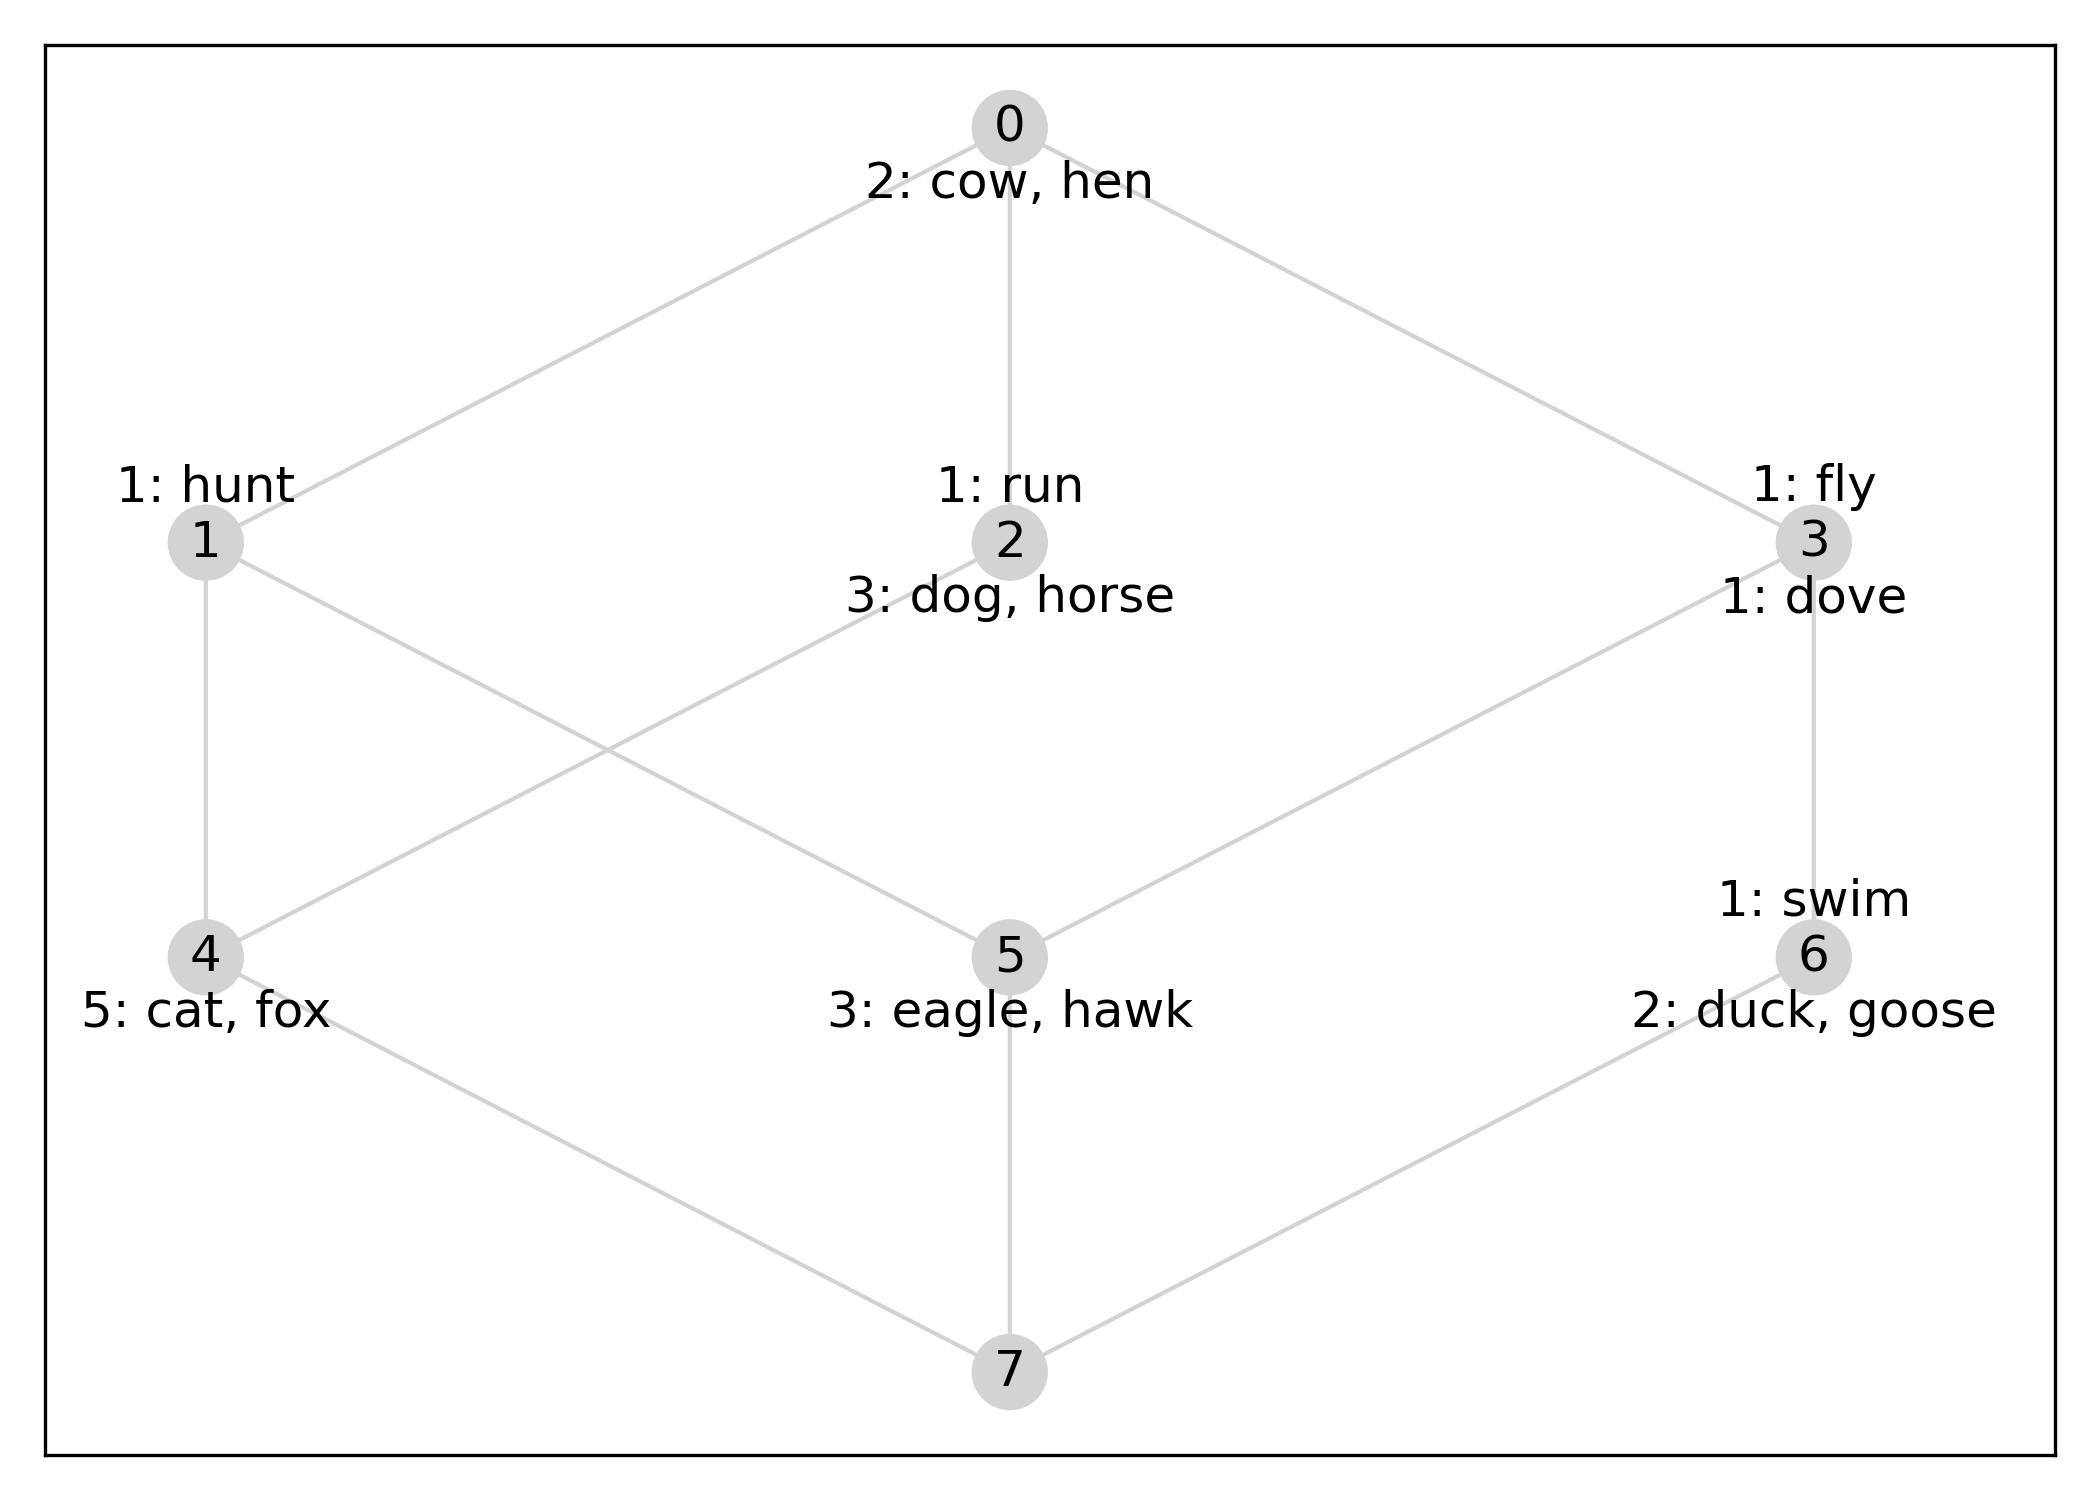 0
2: cow, hen
1: hunt
1: run
1: fly
1
2
3
3: dog, horse
1: dove
1: swim
4
5
6
5: cat, fox
3: eagle, hawk
2: duck, goose
7